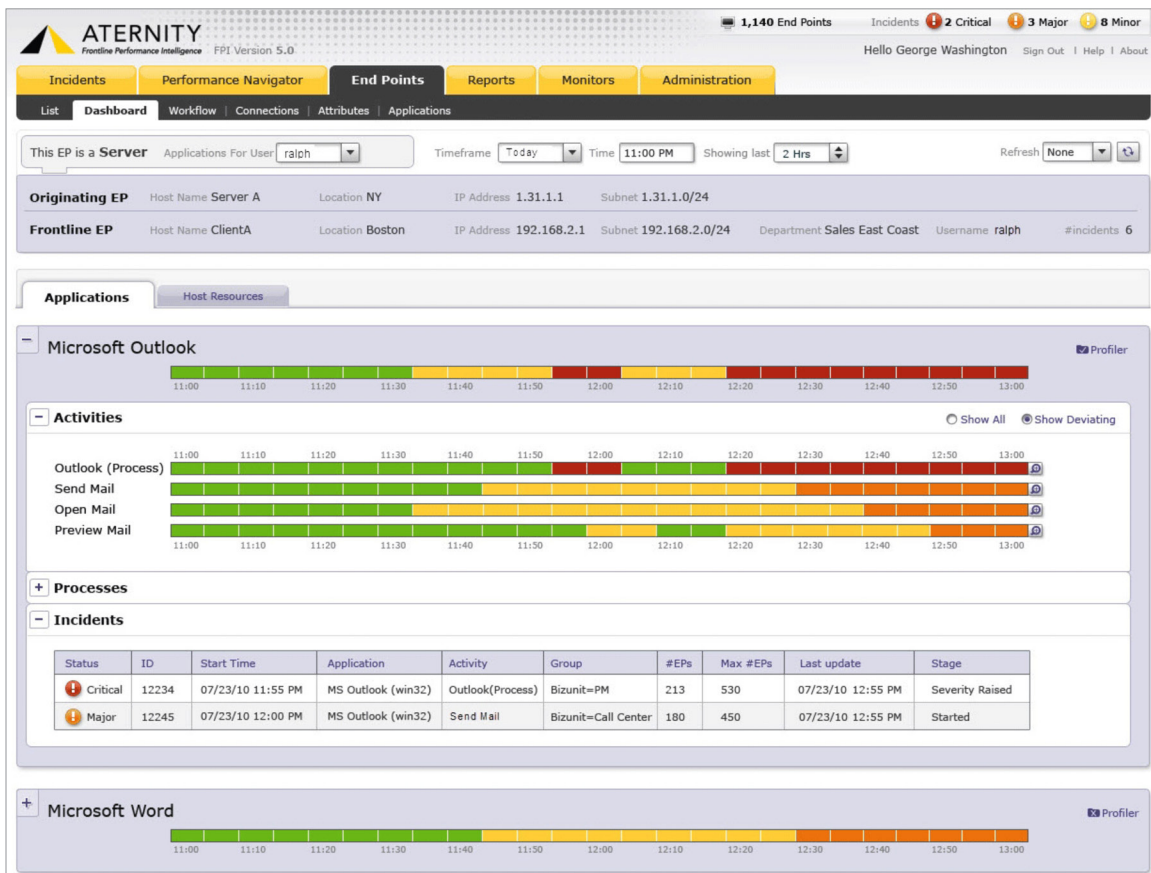 1,140 End Points Incidents 2 Critical 3 Major 8 Minor
ATERNITY
Frontline Performance Intelligence FPI Version 5.0
Hello George Washington Sign Out | Help | About
Incidents Performance Navigator End Points Reports Monitors Administration
List Dashboard Workflow | Connections | Attributes | Applications
This EP is a Server Applications For User ralph Timeframe Today Time 11:00 PM Showing last 2 Hrs Refresh None
Originating EP Host Name Server A Location NY IP Address 1.31.1.1 Subnet 1.31.1.0/24
Frontline EP Host Name ClientA Location Boston IP Address 192.168.2.1 Subnet 192.168.2.0/24 Department Sales East Coast Username ralph #incidents 6
Applications Host Resources
Microsoft Outlook Profiler
11:00 11:10 11:20 11:30 11:40 11:50 12:00 12:10 12:20 12:30 12:40 12:50 13:00
Activities Show All Show Deviating
11:00 11:10 11:20 11:30 11:40 11:50 12:00 12:10 12:20 12:30 12:40 12:50 13:00
Outlook (Process)
Send Mail
Open Mail
Preview Mail
11:00 11:10 11:20 11:30 11:40 11:50 12:00 12:10 12:20 12:30 12:40 12:50 13:00
+ Processes
Incidents
Status ID Start Time Application Activity Group #EPs Max #EPs Last update Stage
Critical 12234 07/23/10 11:55 PM MS Outlook (win32) Outlook(Process) Bizunit=PM 213 530 07/23/10 12:55 PM Severity Raised
Major 12245 07/23/10 12:00 PM MS Outlook (win32) Send Mail Bizunit=Call Center 180 450 07/23/10 12:55 PM Started
Microsoft Word Profiler
11:00 11:10 11:20 11:30 11:40 11:50 12:00 12:10 12:20 12:30 12:40 12:50 13:00